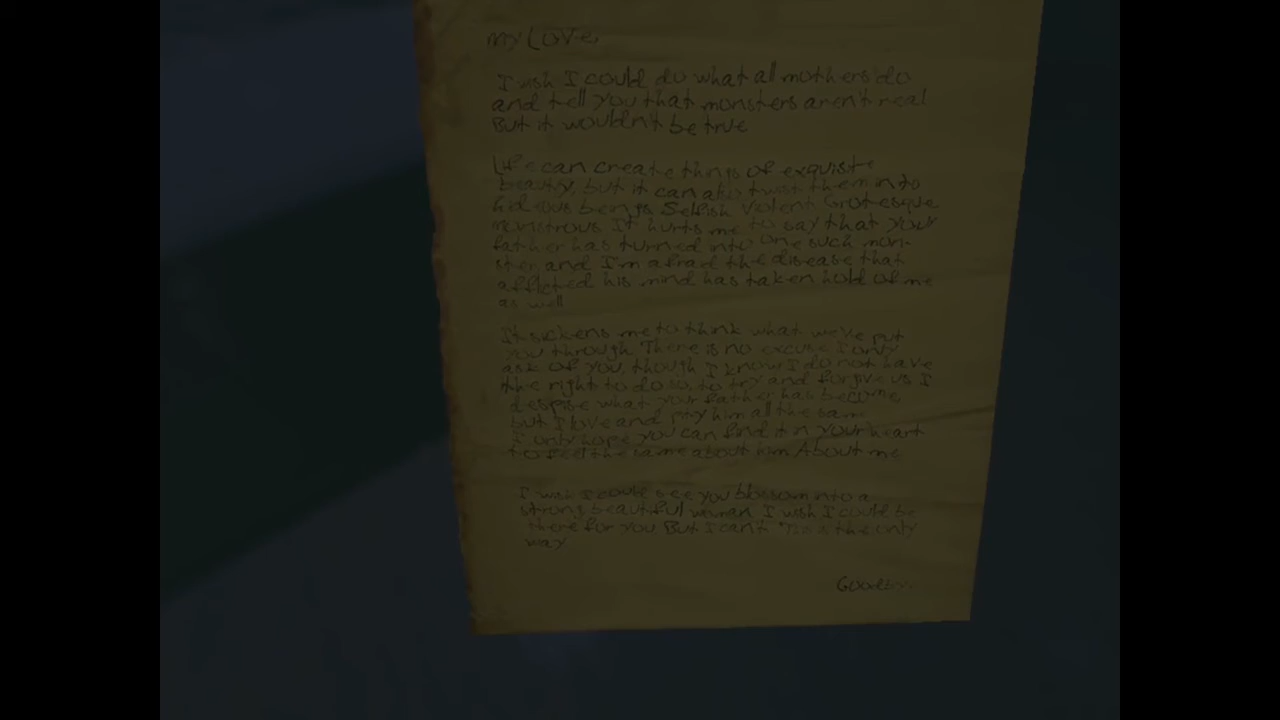 My Love,
I wish I could do what all mothers do
and tell you that monsters aren't real
But it wouldn't be true
Life can create things of exquisite
beauty, but it can also twist them into
hideous beings Selfish Violent Grotesque
monstrous It hurts me to say that your
father has turned into one such mon-
ster and I'm afraid the disease that
afflicted his mind has taken hold of me
as well
It sickens me to think what we've put
you through There is no excuse I only
ask of you, though I know I do not have
the right to do so, to try and forgive us I
despise what your father has become
but I love and pity him all the same
I only hope you can find it in your heart
to feel the same about him About me
I wish I could see you blossom into a
strong beautiful woman I wish I could be
there for you But I can't This is the only
way
Goodbye